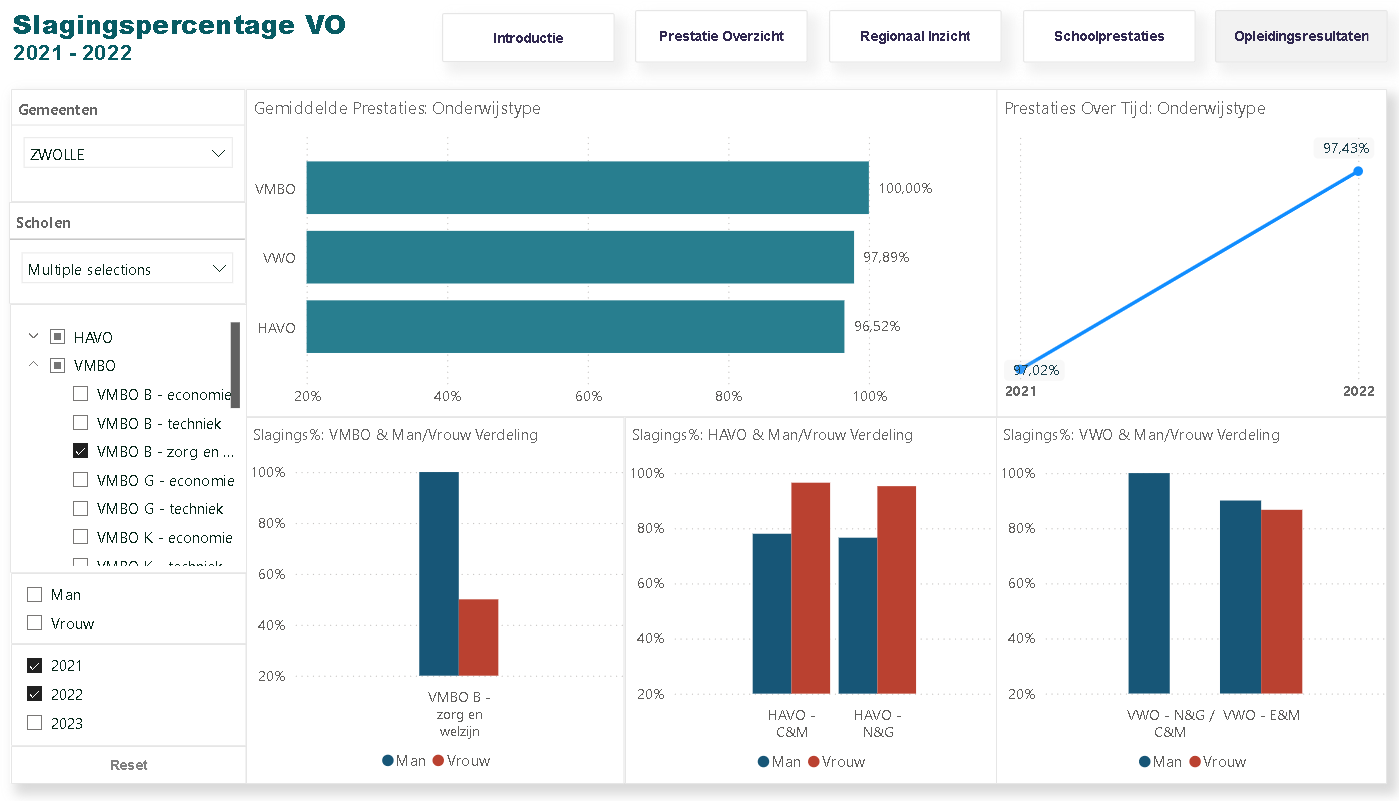 Slagingspercentage VO
2021 - 2022
Introductie
Prestatie Overzicht
Regionaal Inzicht
Schoolprestaties
Opleidingsresultaten
Gemeenten
ZWOLLE
Scholen
Multiple selections
HAVO
VMBO
VMBO B - economie
VMBO B - techniek
VMBO B - zorg en ...
VMBO G - economie
VMBO G - techniek
VMBO K - economie
VMBO K - techniek
Man
Vrouw
2021
2022
2023
Reset
Gemiddelde Prestaties: Onderwijstype
VMBO
100,00%
VWO
97,89%
HAVO
96,52%
20%
40%
60%
80%
100%
Prestaties Over Tijd: Onderwijstype
97,43%
97,02%
2021
2022
Slagings%: VMBO & Man/Vrouw Verdeling
100%
80%
60%
40%
20%
VMBO B -
zorg en
welzijn
Man
Vrouw
Slagings%: HAVO & Man/Vrouw Verdeling
100%
80%
60%
40%
20%
HAVO -
C&M
HAVO -
N&G
Man
Vrouw
Slagings%: VWO & Man/Vrouw Verdeling
100%
80%
60%
40%
20%
VWO - N&G /
C&M
VWO - E&M
Man
Vrouw